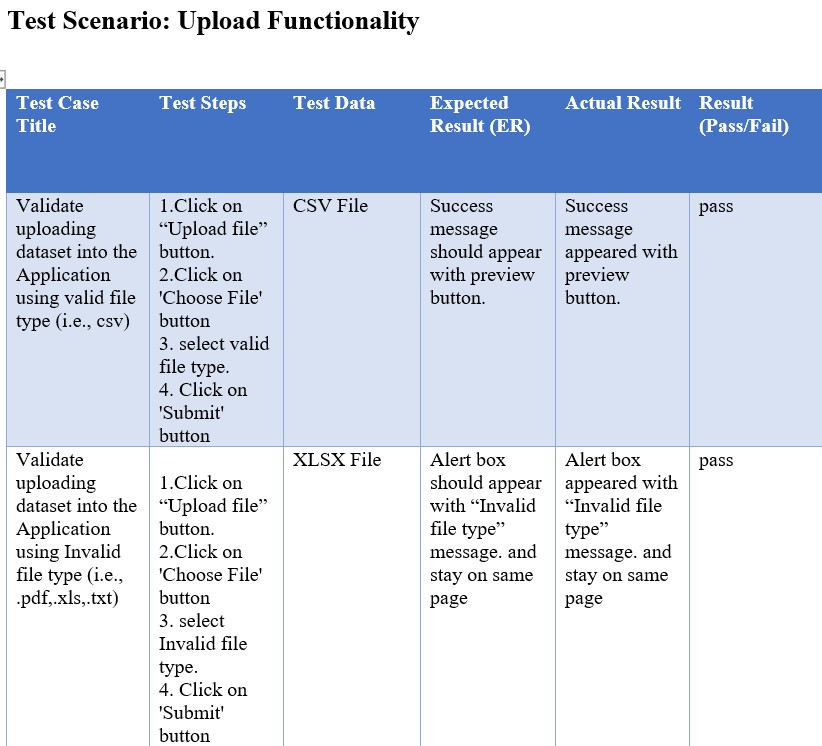 Test Scenario: Upload Functionality
Test Case
Title
Test Steps
Test Data
Expected
Result (ER)
Actual Result
Result
(Pass/Fail)
Validate
uploading
dataset into the
Application
using valid file
type (i.e., csv)
1.Click on
“Upload file”
button.
2.Click on
'Choose File'
button
3. select valid
file type.
4. Click on
'Submit'
button
CSV File
Success
message
should appear
with preview
button.
Success
message
appeared with
preview
button.
pass
Validate
uploading
dataset into the
Application
using Invalid
file type (i.e.,
.pdf,.xls,.txt)
1.Click on
“Upload file”
button.
2.Click on
'Choose File'
button
3. select
Invalid file
type.
4. Click on
'Submit'
button
XLSX File
Alert box
should appear
with “Invalid
file type”
message. and
stay on same
page
Alert box
appeared with
“Invalid file
type”
message. and
stay on same
page
pass